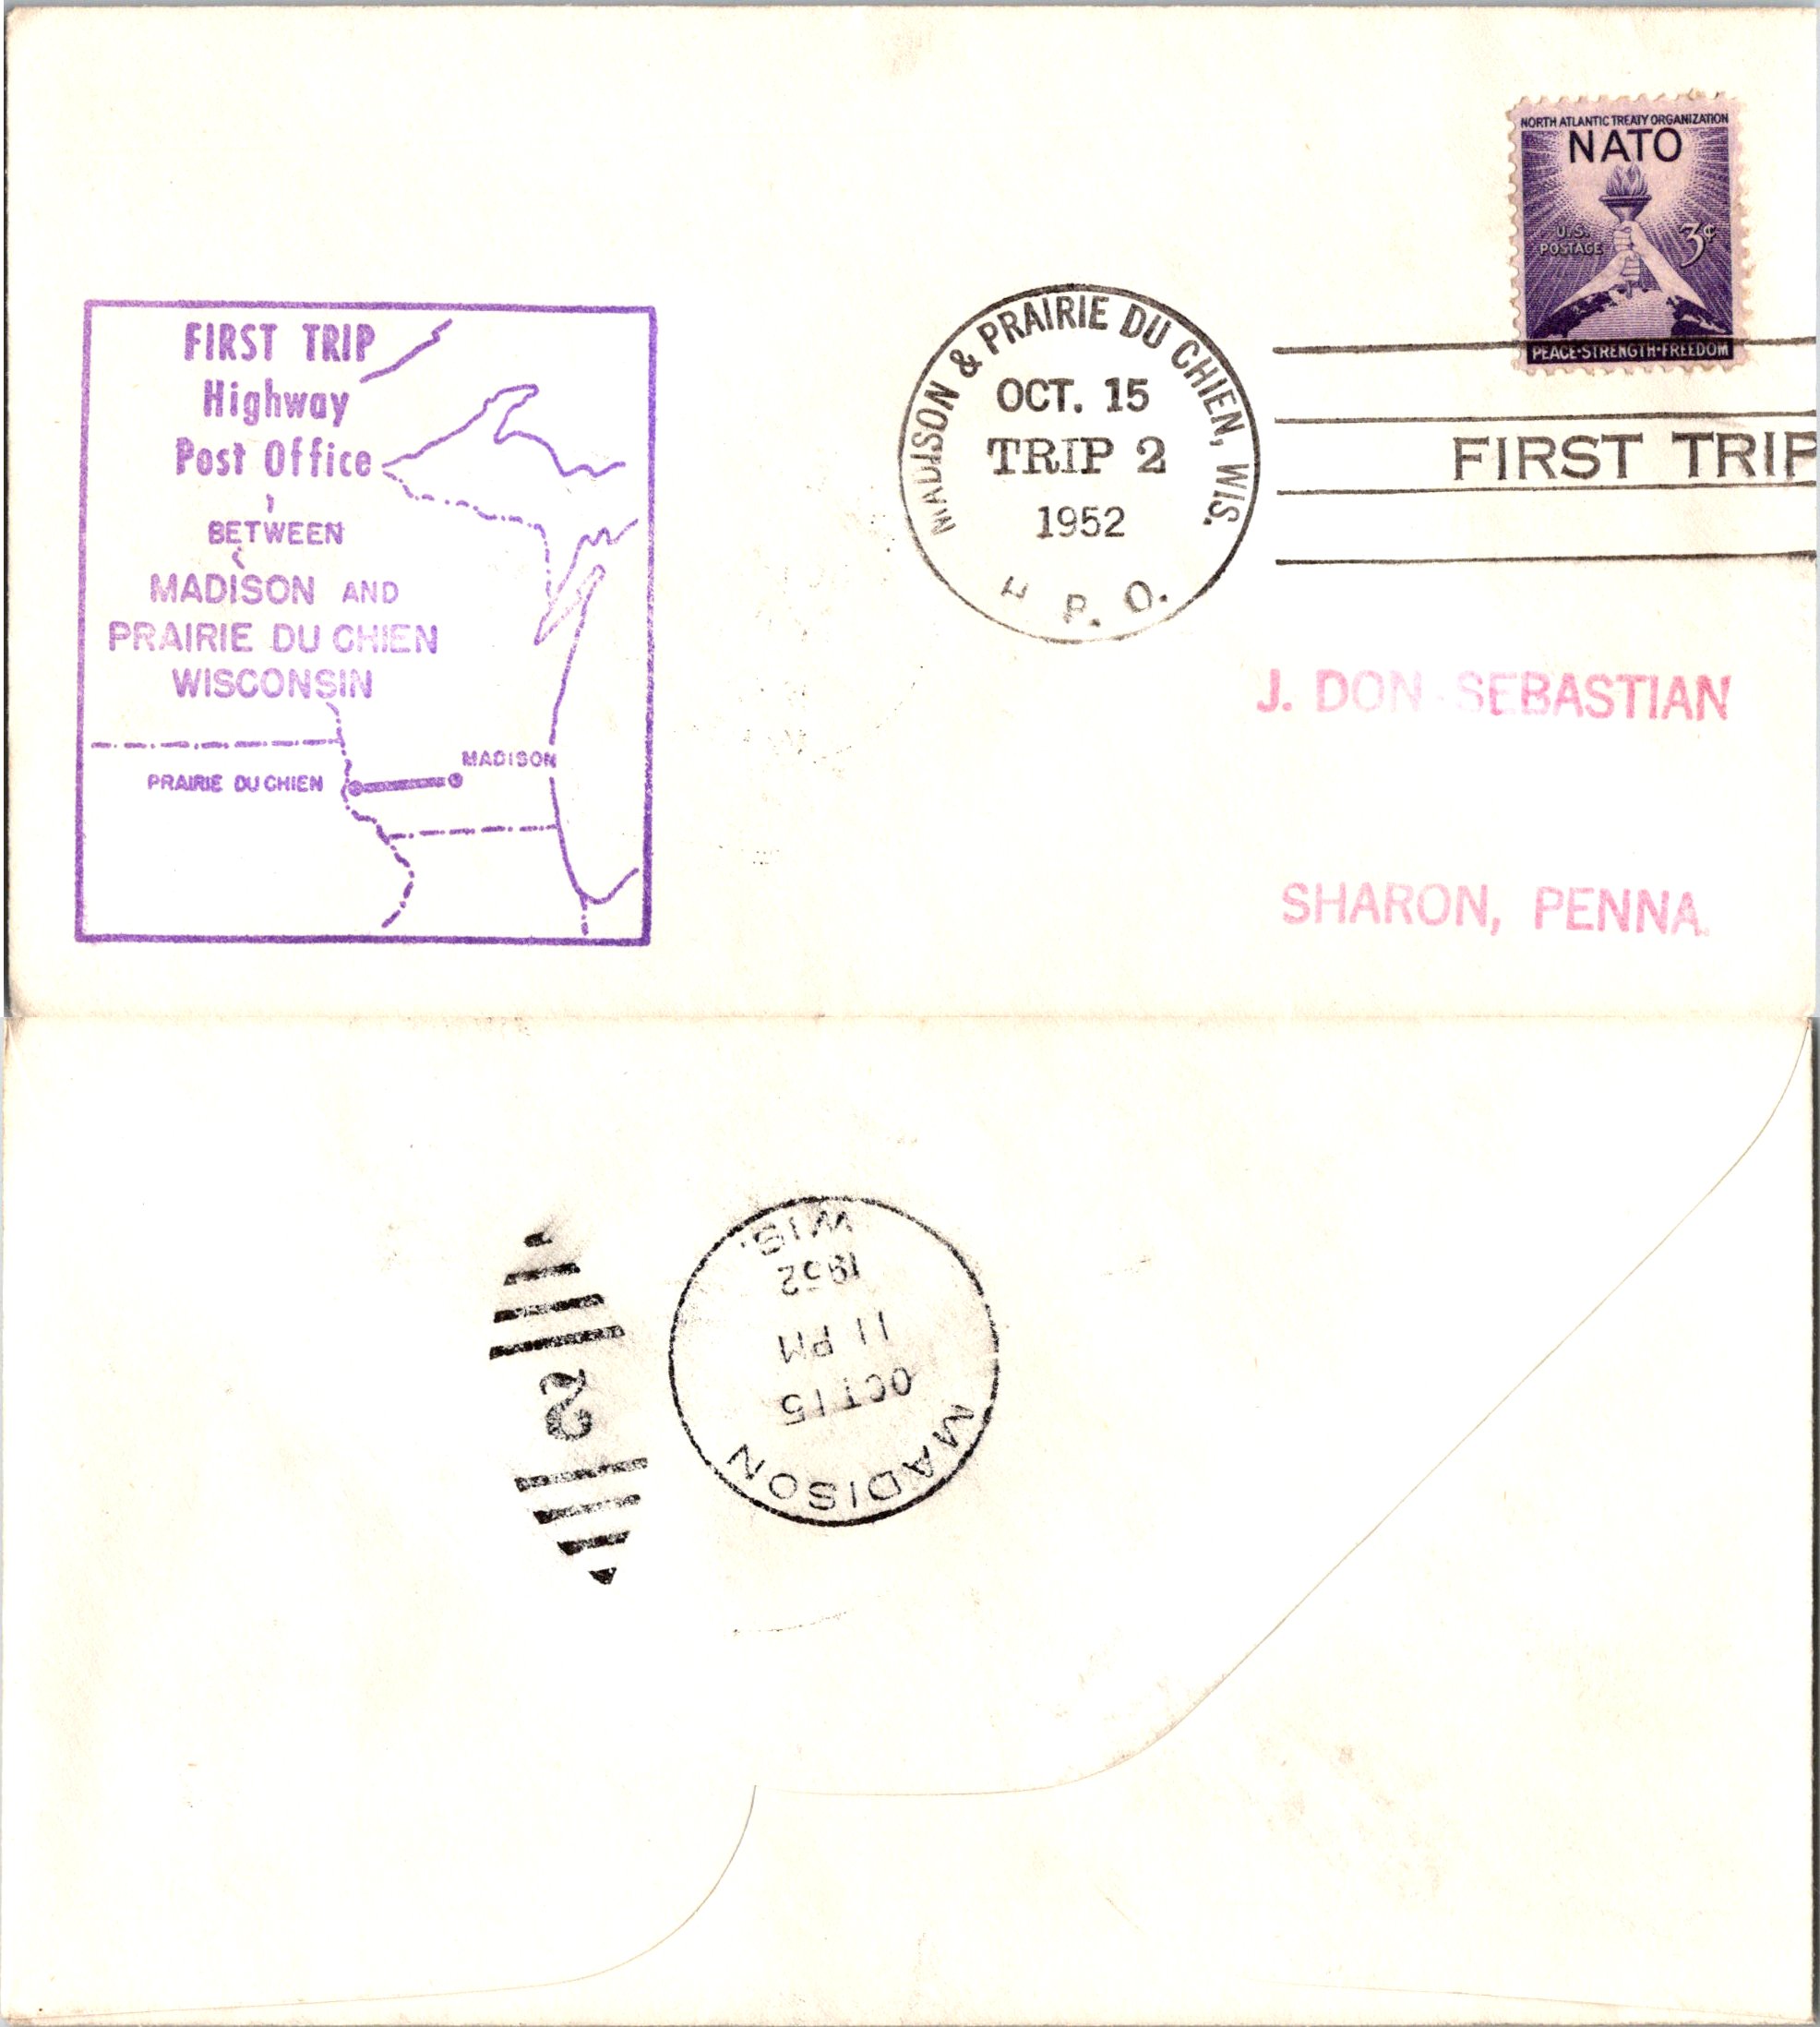 FIRST TRIP
Highway
Post Office
BETWEEN
MADISON AND
PRAIRIE DU CHIEN
WISCONSIN
MADISON
PRAIRIE DU CHIEN
MADISON & PRAIRIE DU CHIEN, WIS.
OCT. 15
TRIP 2
1952
H. P. O.
NORTH ATLANTIC TREATY ORGANIZATION
NATO
U.S.
POSTAGE
3¢
PEACE·STRENGTH·FREEDOM
FIRST TRIP
J. DON SEBASTIAN
SHARON, PENNA.
MADISON
OCT 15
11 PM
1952
WIS.
2